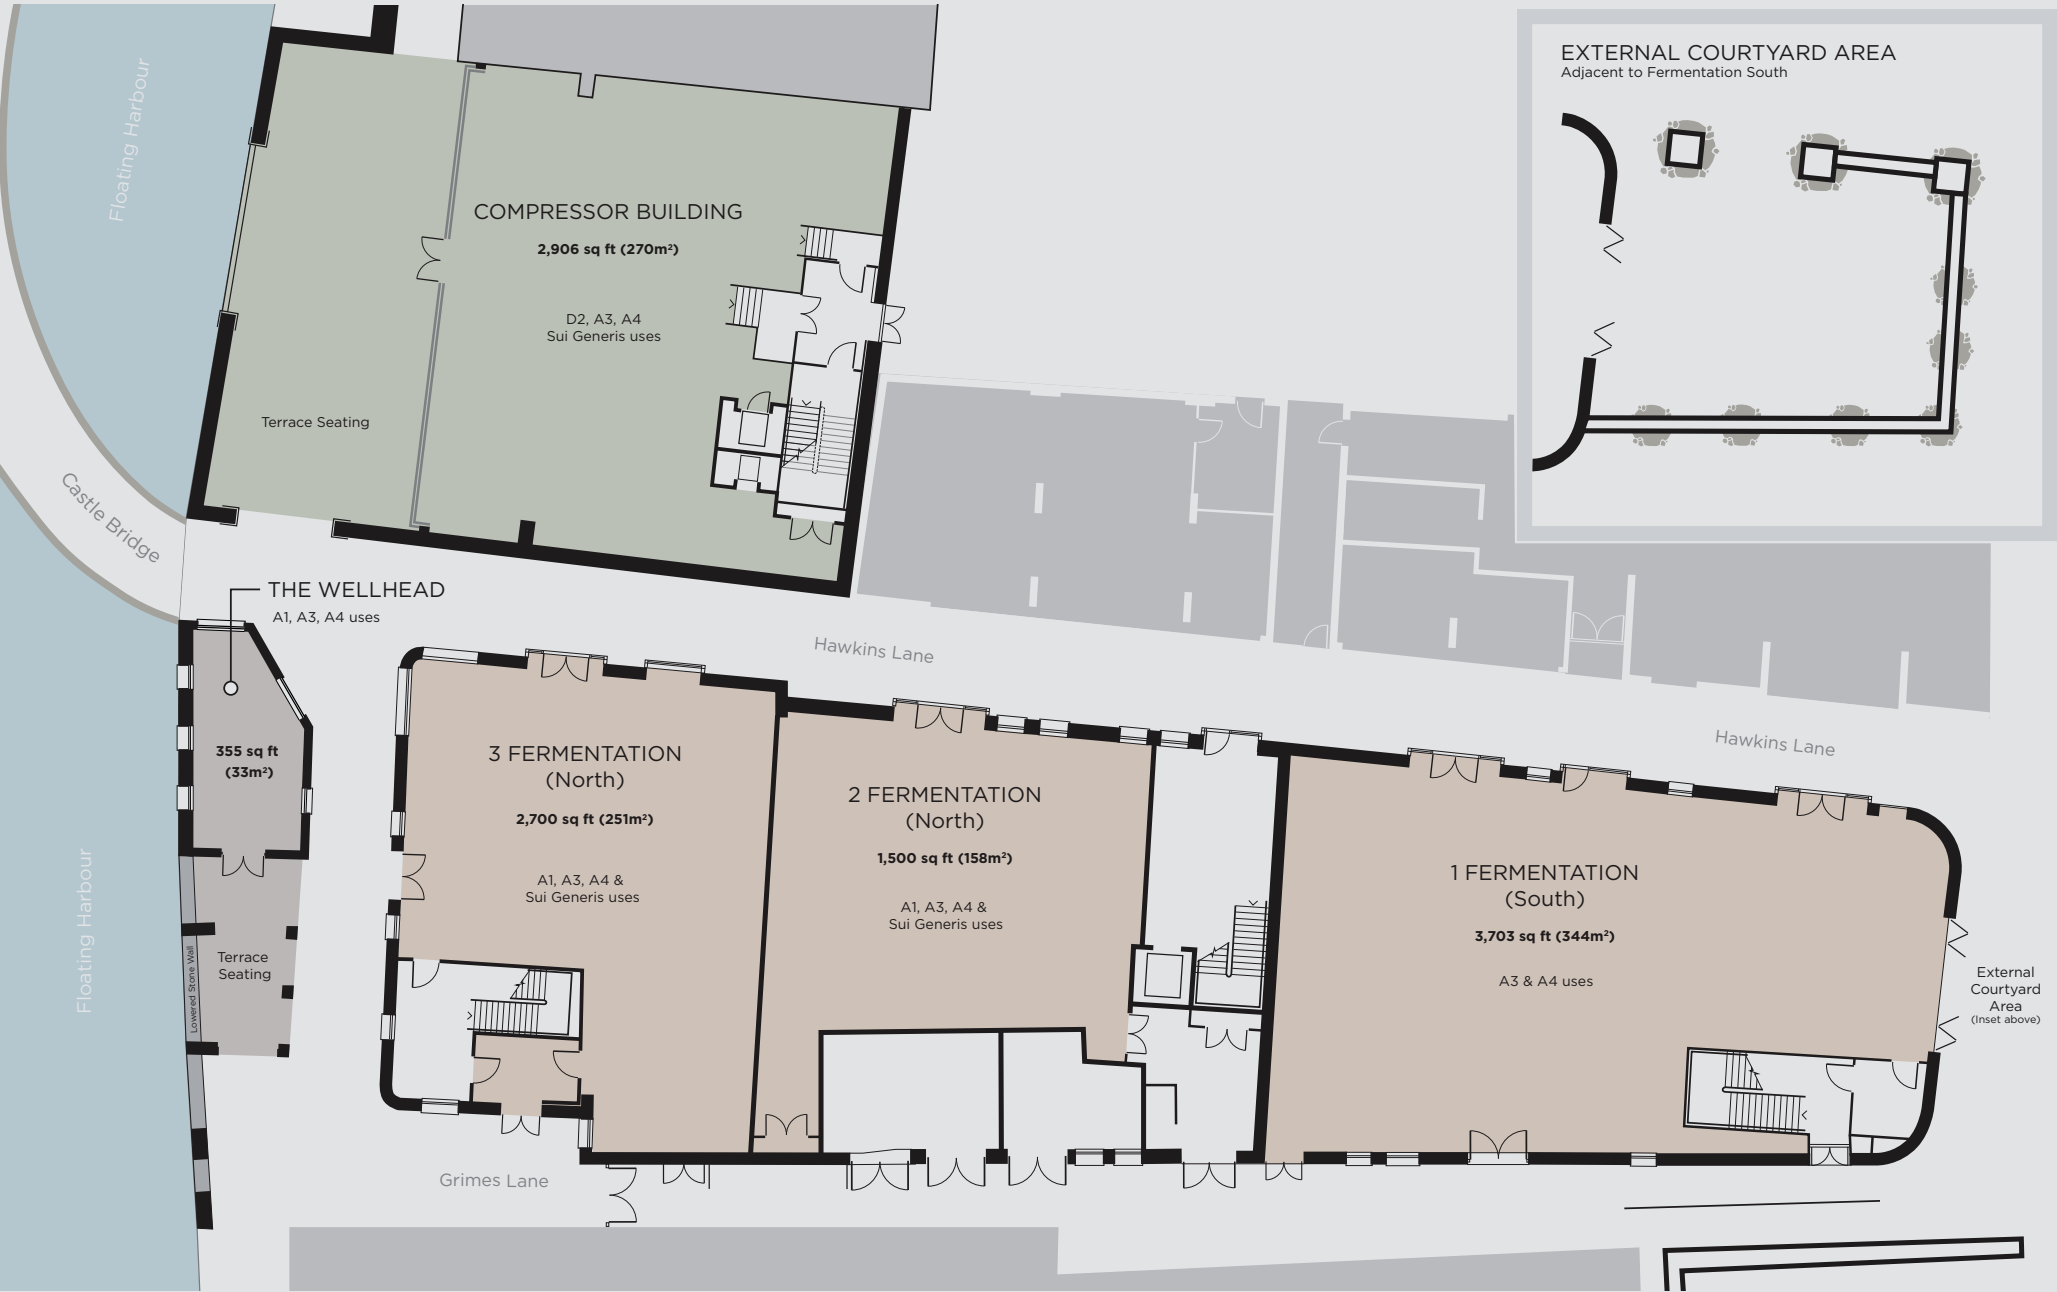 EXTERNAL COURTYARD AREA
Adjacent to Fermentation South
Floating Harbour
COMPRESSOR BUILDING
2,906 sq ft (270m²)
D2, A3, A4
Sui Generis uses
Terrace Seating
Castle Bridge
THE WELLHEAD
A1, A3, A4 uses
355 sq ft
(33m²)
Hawkins Lane
Hawkins Lane
3 FERMENTATION
(North)
2,700 sq ft (251m²)
A1, A3, A4 &
Sui Generis uses
2 FERMENTATION
(North)
1,500 sq ft (158m²)
A1, A3, A4 &
Sui Generis uses
1 FERMENTATION
(South)
3,703 sq ft (344m²)
A3 & A4 uses
External
Courtyard
Area
(Inset above)
Floating Harbour
Lowered Stone Wall
Terrace
Seating
Grimes Lane